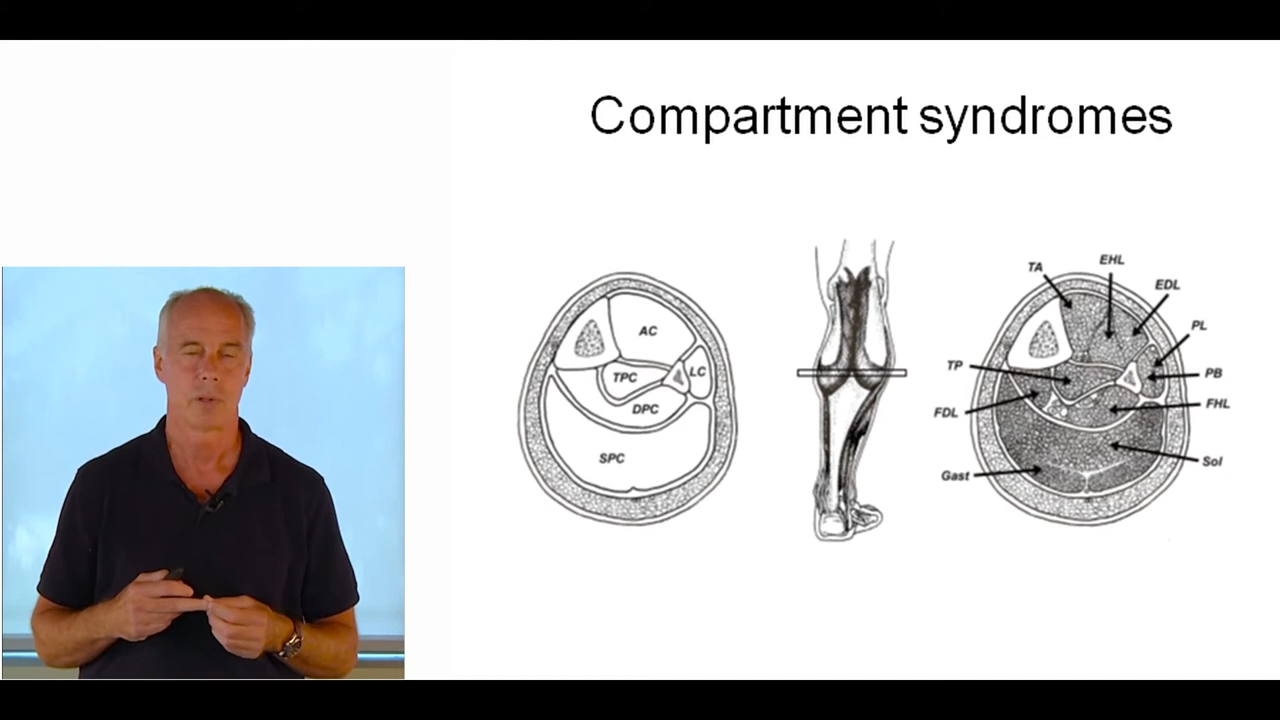 Compartment syndromes
AC
TPC
LC
DPC
SPC
TA
EHL
EDL
PL
TP
PB
FDL
FHL
Gast
Sol